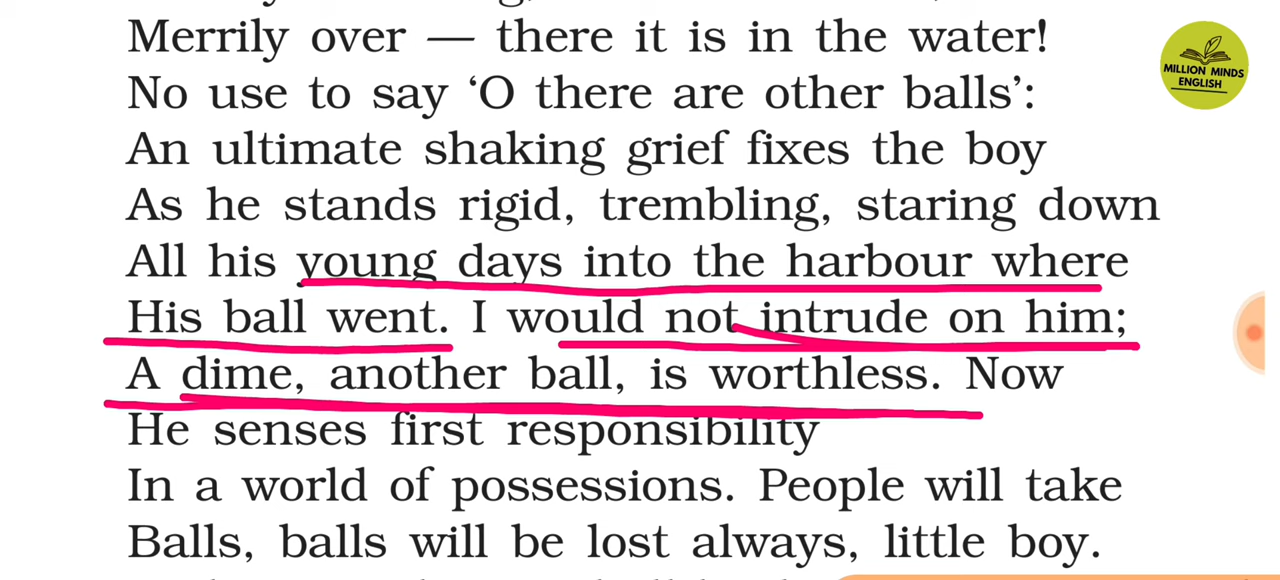 Merrily over — there it is in the water!
No use to say ‘O there are other balls’:
An ultimate shaking grief fixes the boy
As he stands rigid, trembling, staring down
All his young days into the harbour where
His ball went. I would not intrude on him;
A dime, another ball, is worthless. Now
He senses first responsibility
In a world of possessions. People will take
Balls, balls will be lost always, little boy.
MILLION MINDS
ENGLISH